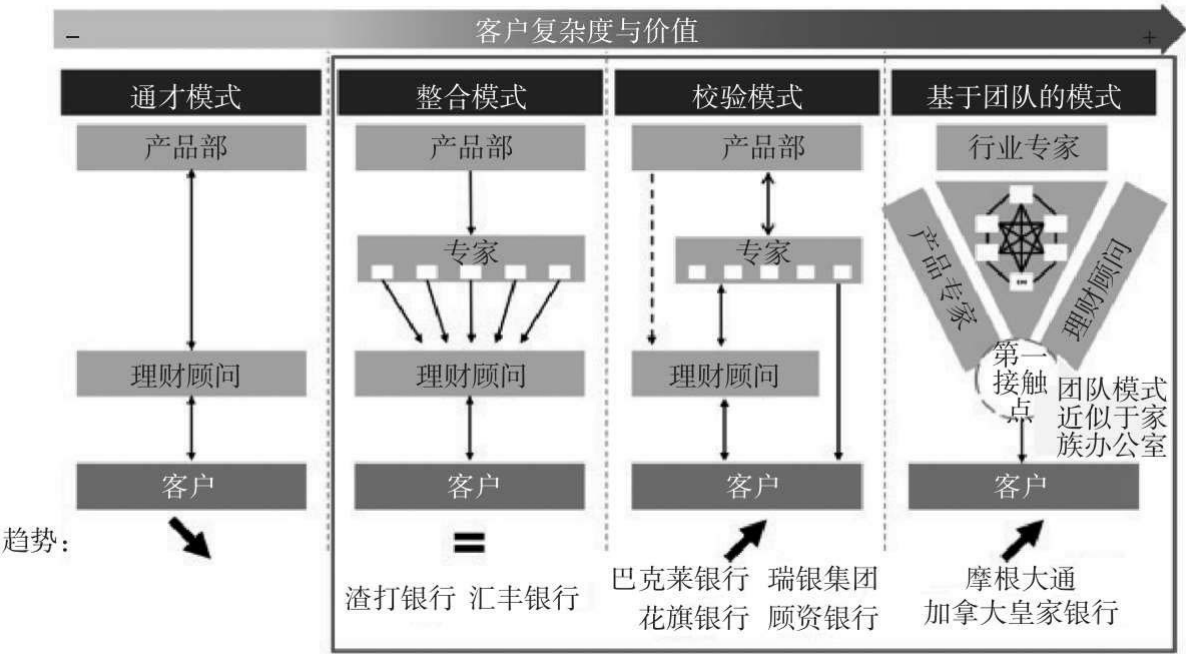 − 客户复杂度与价值 +
通才模式
产品部
理财顾问
客户
整合模式
产品部
专家
理财顾问
客户
校验模式
产品部
专家
理财顾问
客户
基于团队的模式
行业专家
产品专家
理财顾问
第一
接触
点
团队模式
近似于家
族办公室
客户
趋势：
=
渣打银行 汇丰银行
巴克莱银行 瑞银集团
花旗银行 顾资银行
摩根大通
加拿大皇家银行